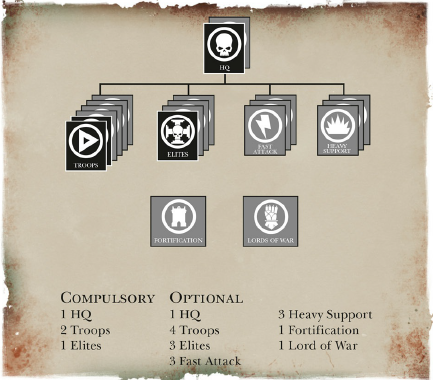 HQ
TROOPS
ELITES
FAST
ATTACK
HEAVY
SUPPORT
FORTIFICATION
LORDS OF WAR
COMPULSORY
1 HQ
2 Troops
1 Elites
OPTIONAL
1 HQ
4 Troops
3 Elites
3 Fast Attack
3 Heavy Support
1 Fortification
1 Lord of War